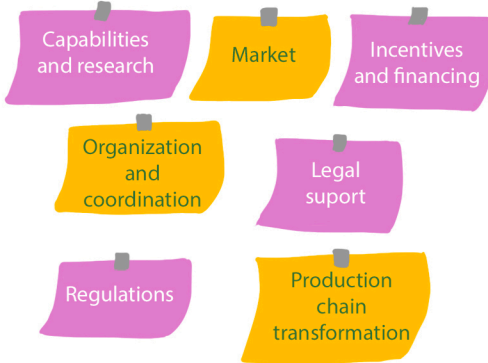 Capabilities
and research
Market
Incentives
and financing
Organization
and
coordination
Legal
suport
Regulations
Production
chain
transformation